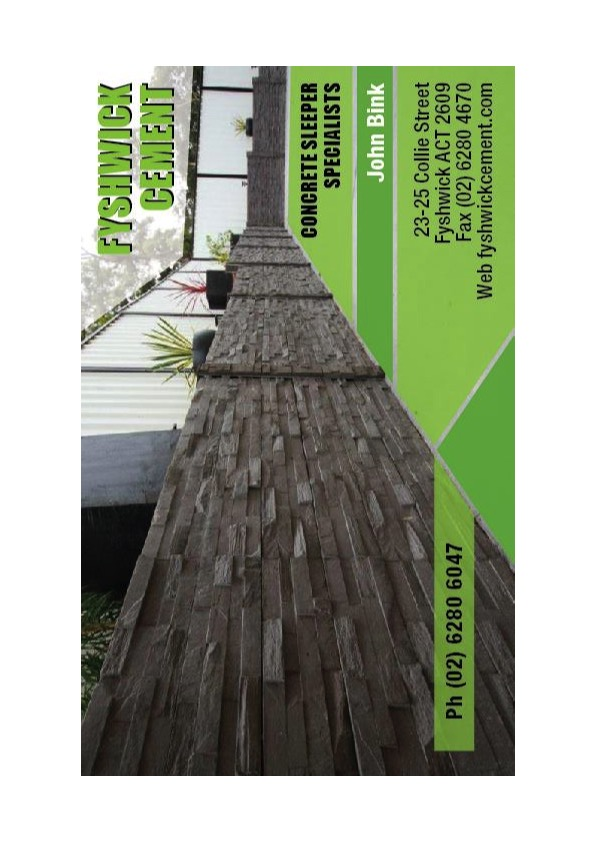 FYSHWICK
CEMENT
CONCRETE SLEEPER
SPECIALISTS
John Bink
23-25 Collie Street
Fyshwick ACT 2609
Fax (02) 6280 4670
Web fyshwickcement.com
Ph (02) 6280 6047